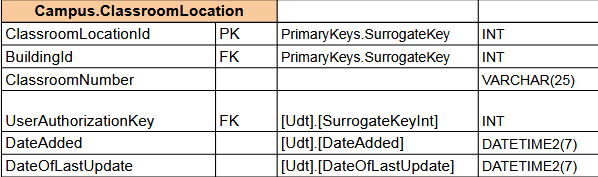 Campus.ClassroomLocation
ClassroomLocationId PK PrimaryKeys.SurrogateKey INT
BuildingId FK PrimaryKeys.SurrogateKey INT
ClassroomNumber VARCHAR(25)
UserAuthorizationKey FK [Udt].[SurrogateKeyInt] INT
DateAdded [Udt].[DateAdded] DATETIME2(7)
DateOfLastUpdate [Udt].[DateOfLastUpdate] DATETIME2(7)